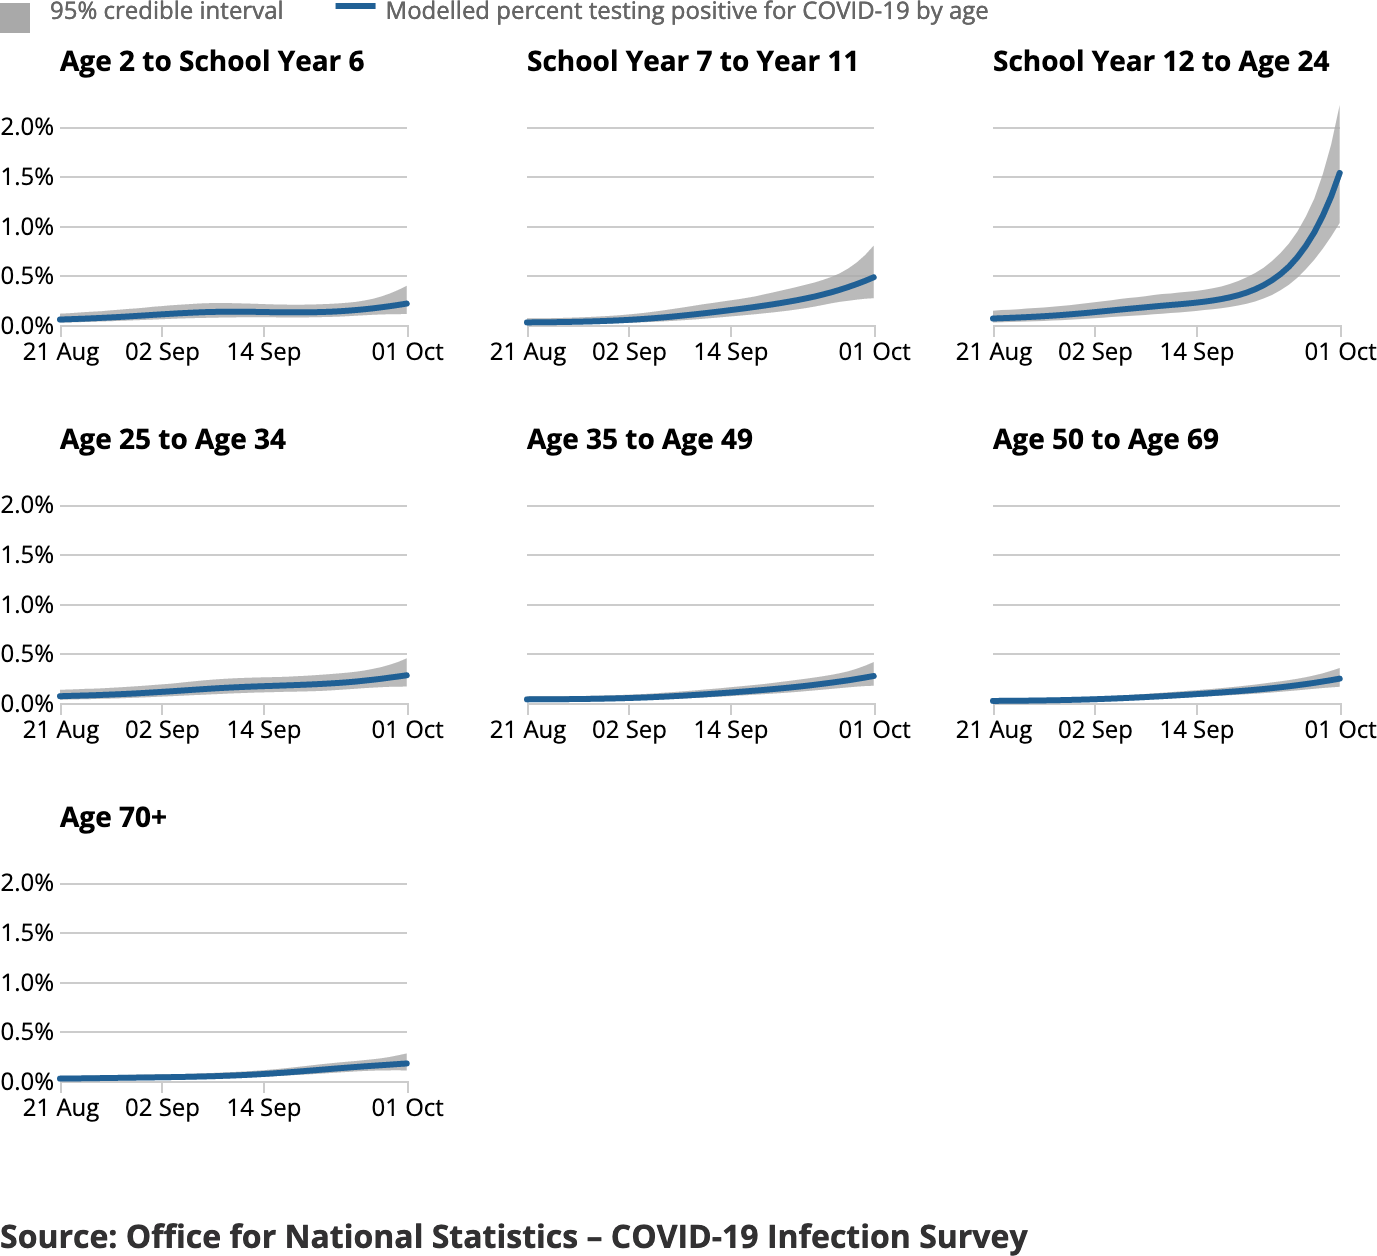 95% credible interval Modelled percent testing positive for COVID-19 by age
Age 2 to School Year 6 School Year 7 to Year 11 School Year 12 to Age 24
2.0%
1.5%
1.0%
0.5%
0.0%
21 Aug 02 Sep 14 Sep 01 Oct 21 Aug 02 Sep 14 Sep 01 Oct 21 Aug 02 Sep 14 Sep 01 Oct
Age 25 to Age 34 Age 35 to Age 49 Age 50 to Age 69
2.0%
1.5%
1.0%
0.5%
0.0%
21 Aug 02 Sep 14 Sep 01 Oct 21 Aug 02 Sep 14 Sep 01 Oct 21 Aug 02 Sep 14 Sep 01 Oct
Age 70+
2.0%
1.5%
1.0%
0.5%
0.0%
21 Aug 02 Sep 14 Sep 01 Oct
Source: Office for National Statistics – COVID-19 Infection Survey